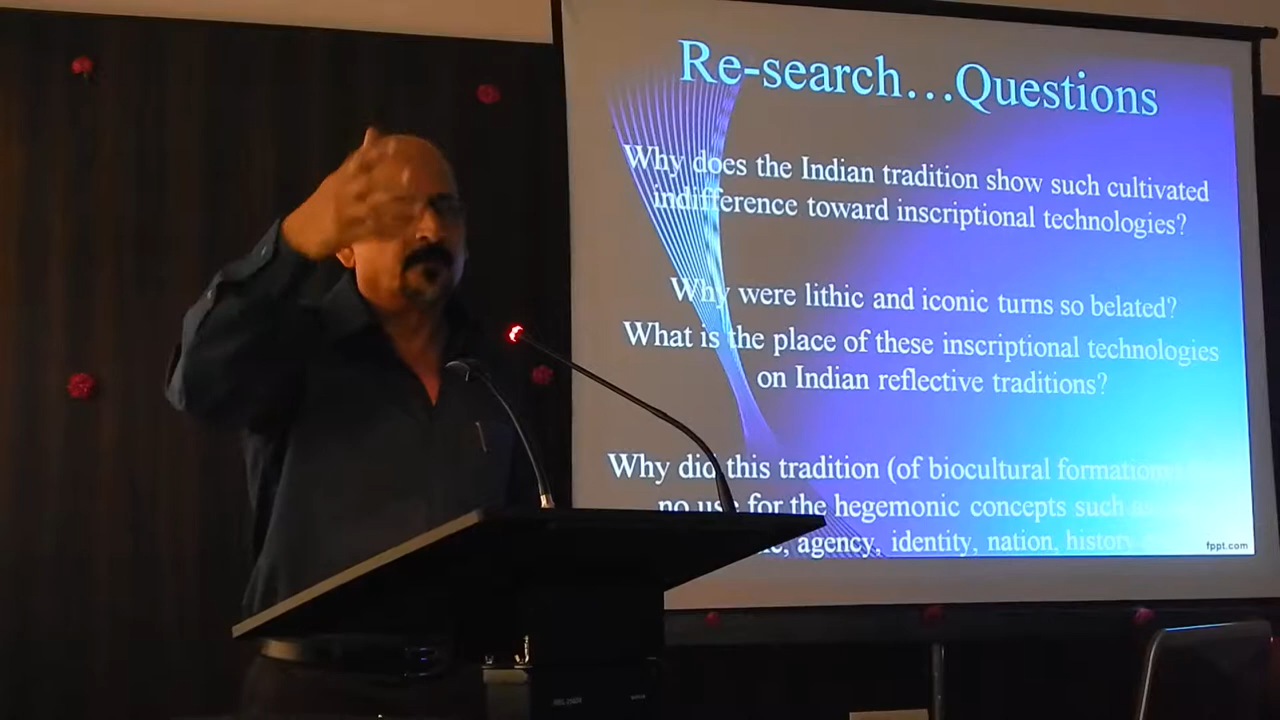 Re-search...Questions
Why does the Indian tradition show such cultivated
indifference toward inscriptional technologies?
Why were lithic and iconic turns so belated?
What is the place of these inscriptional technologies
on Indian reflective traditions?
Why did this tradition (of biocultural formations
no use for the hegemonic concepts such as
agency, identity, nation, history
fppt.com